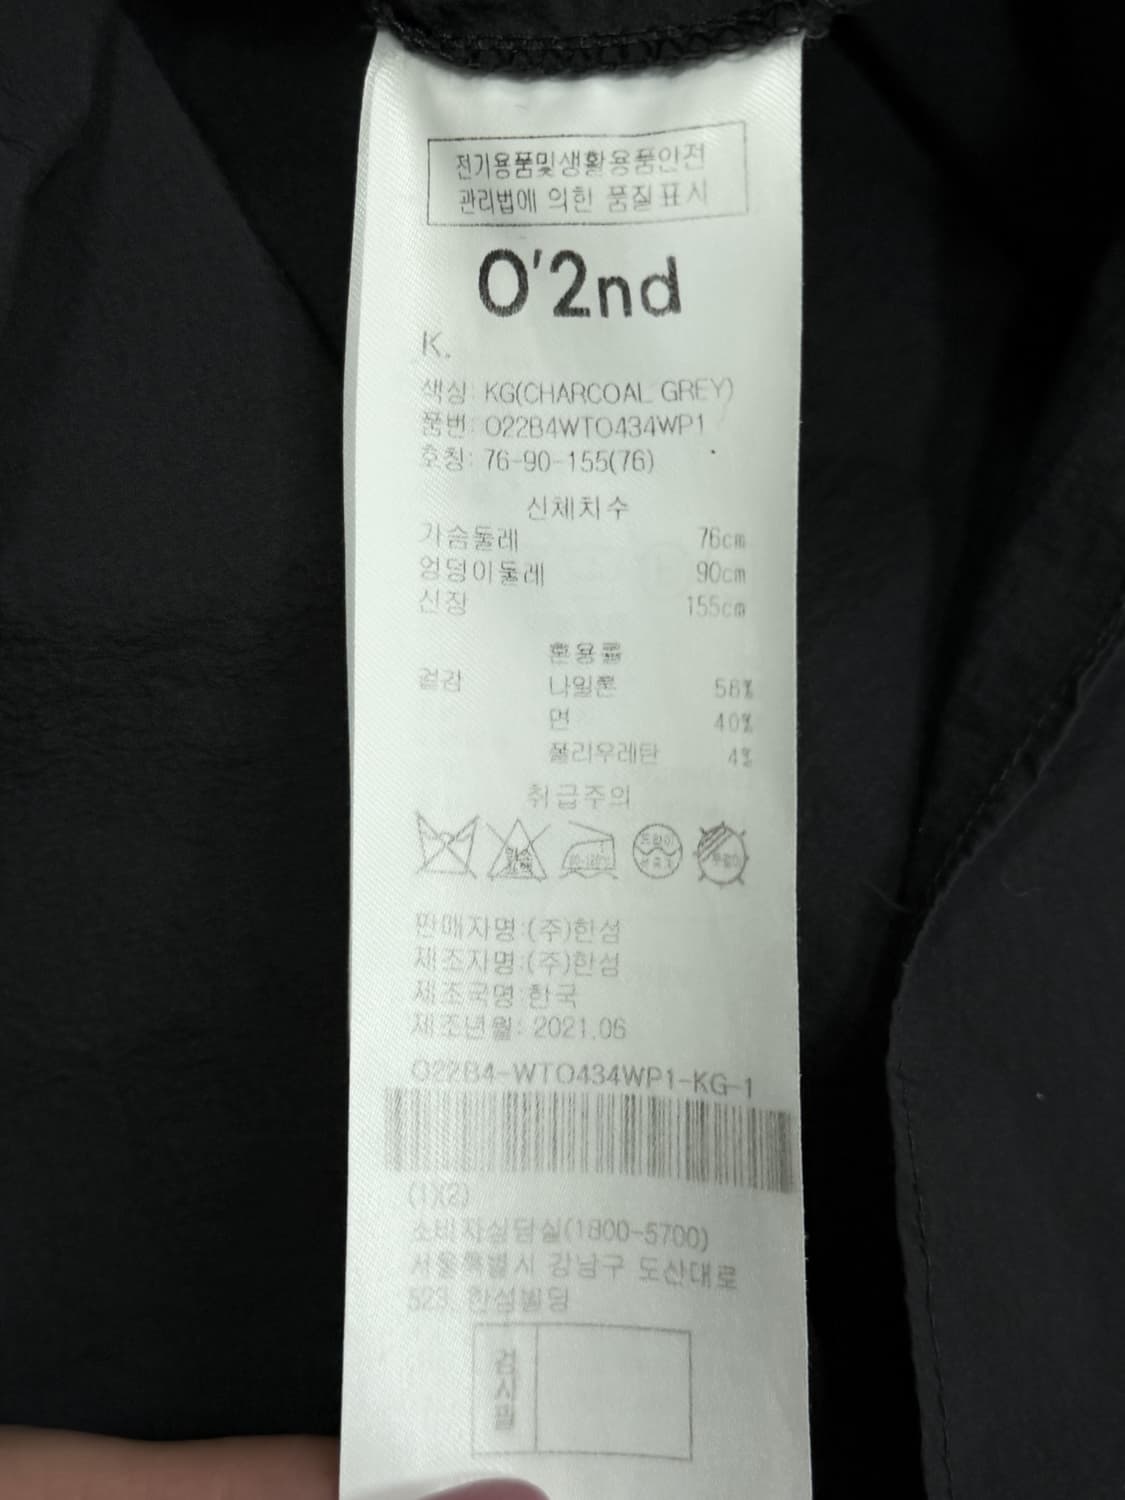 전기용품및생활용품안전
관리법에 의한 품질표시
O'2nd
K.
색상: KG(CHARCOAL GREY)
품번: O22B4WTO434WP1
호칭: 76-90-155(76)
신체치수
가슴둘레 76cm
엉덩이둘레 90cm
신장 155cm
혼용률
겉감 나일론 56%
면 40%
폴리우레탄 4%
취급주의
80-120℃
드라이
판매자명:(주)한섬
제조자명:(주)한섬
제조국명:한국
제조년월: 2021.06
O22B4-WTO434WP1-KG-1
(1X2)
소비자상담실(1800-5700)
서울특별시 강남구 도산대로
523, 한섬빌딩
검사필